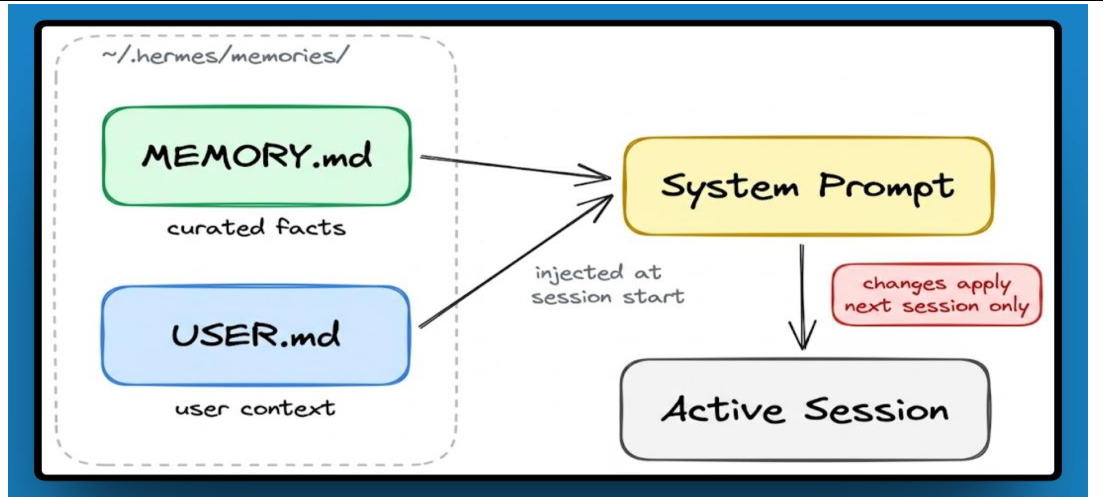 ~/.hermes/memories/
MEMORY.md
curated facts
USER.md
user context
injected at
session start
System Prompt
changes apply
next session only
Active Session